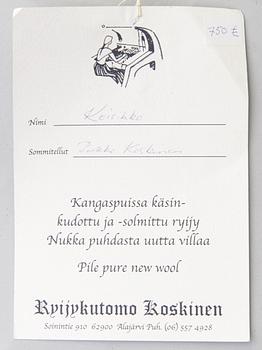 750 €
Nimi Keisikko
Sommitellut Pirkko Koskinen
Kangaspuissa käsin-
kudottu ja -solmittu ryijy
Nukka puhdasta uutta villaa
Pile pure new wool
Ryijykutomo Koskinen
Soinintie 910 62900 Alajärvi Puh. (06) 557 4928